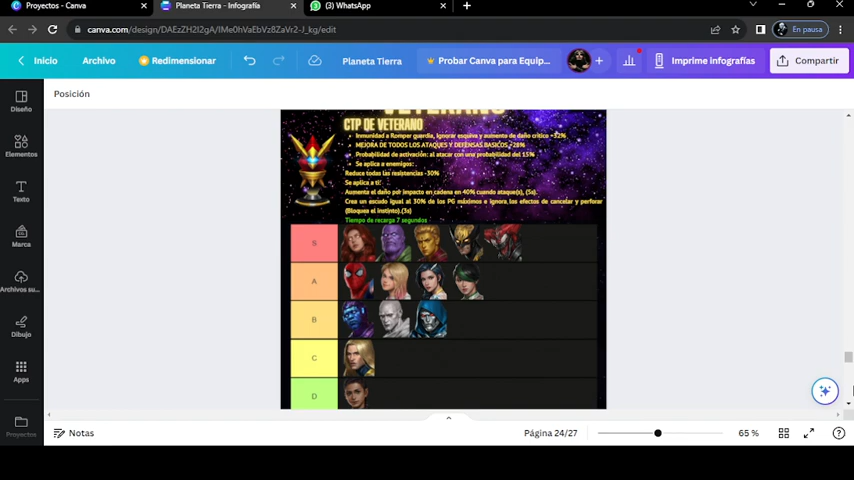 Proyectos - Canva
Planeta Tierra - Infografía
(3) WhatsApp
canva.com/design/DAEzZH2I2gA/IMe0hVaEbVz8ZaVr2-J_kg/edit
En pausa
Inicio
Archivo
Redimensionar
Planeta Tierra
Probar Canva para Equip...
Imprime infografías
Compartir
Posición
Diseño
Elementos
Texto
Marca
Archivos su...
Dibujo
Apps
Proyectos
VETERANO
CTP DE VETERANO
Inmunidad a Romper guardia, ignorar esquiva y aumento de daño crítico +32%
MEJORA DE TODOS LOS ATAQUES Y DEFENSAS BASICOS +28%
Probabilidad de activación: al atacar con una probabilidad del 15%
Se aplica a enemigos:
Reduce todas las resistencias -30%
Se aplica a ti:
Aumenta el daño por impacto en cadena en 40% cuando ataque(s), (5s).
Crea un escudo igual al 30% de los PG máximos e ignora los efectos de cancelar y perforar
(Bloquea el instinto).(3s)
Tiempo de recarga 7 segundos
S
A
B
C
D
Notas
Página 24/27
65 %